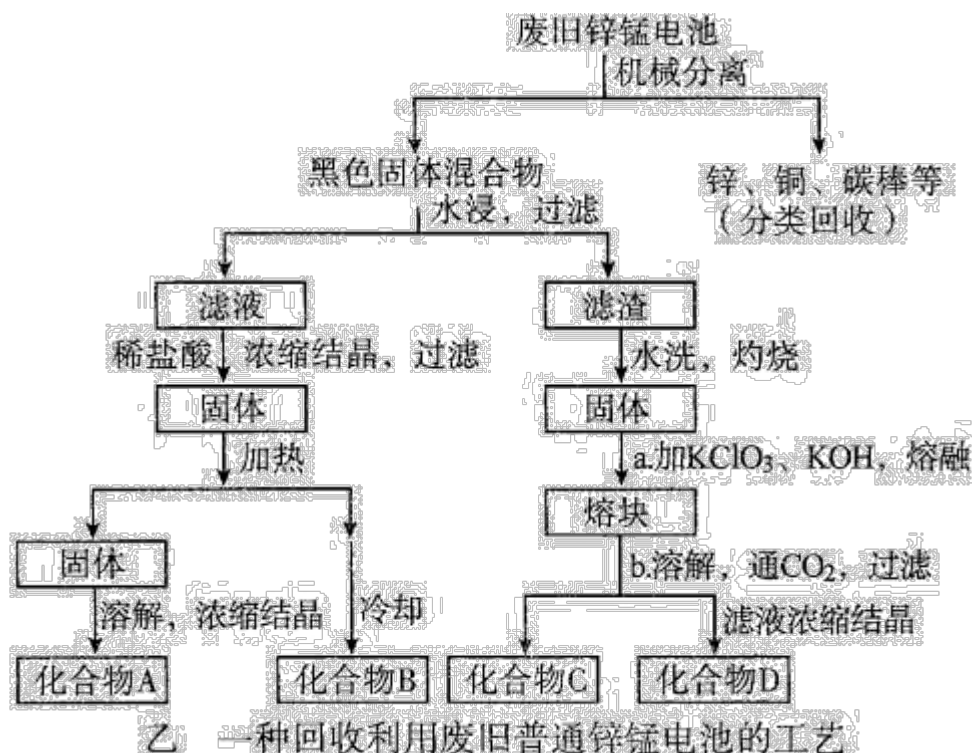 废旧锌锰电池
机械分离
黑色固体混合物
锌、铜、碳棒等
（分类回收）
水浸，过滤
滤液
滤渣
稀盐酸 浓缩结晶，过滤
水洗，灼烧
固体
固体
加热
a.加KClO₃、KOH，熔融
熔块
固体
b.溶解，通CO₂，过滤
溶解，浓缩结晶
冷却
滤液浓缩结晶
化合物A
化合物B
化合物C
化合物D
乙 一种回收利用废旧普通锌锰电池的工艺